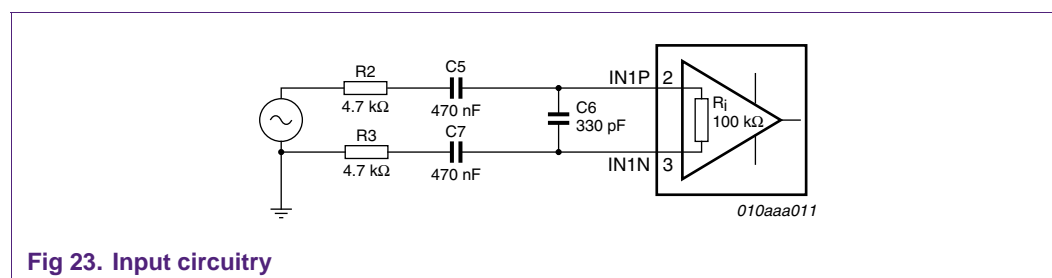 R2
4.7 kΩ
C5
470 nF
IN1P
2
C6
330 pF
Ri
100 kΩ
R3
4.7 kΩ
C7
470 nF
IN1N
3
010aaa011
Fig 23. Input circuitry